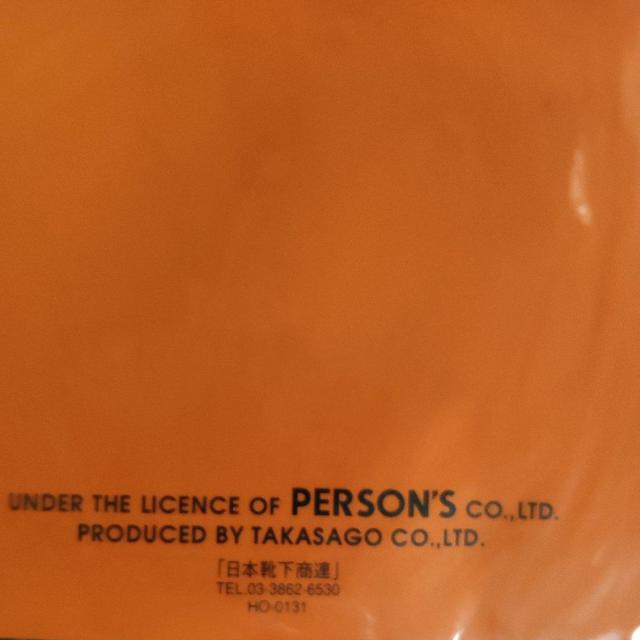 UNDER THE LICENCE OF PERSON'S CO.,LTD.
PRODUCED BY TAKASAGO CO.,LTD.
「日本靴下商連」
TEL.03-3862-6530
HO-0131